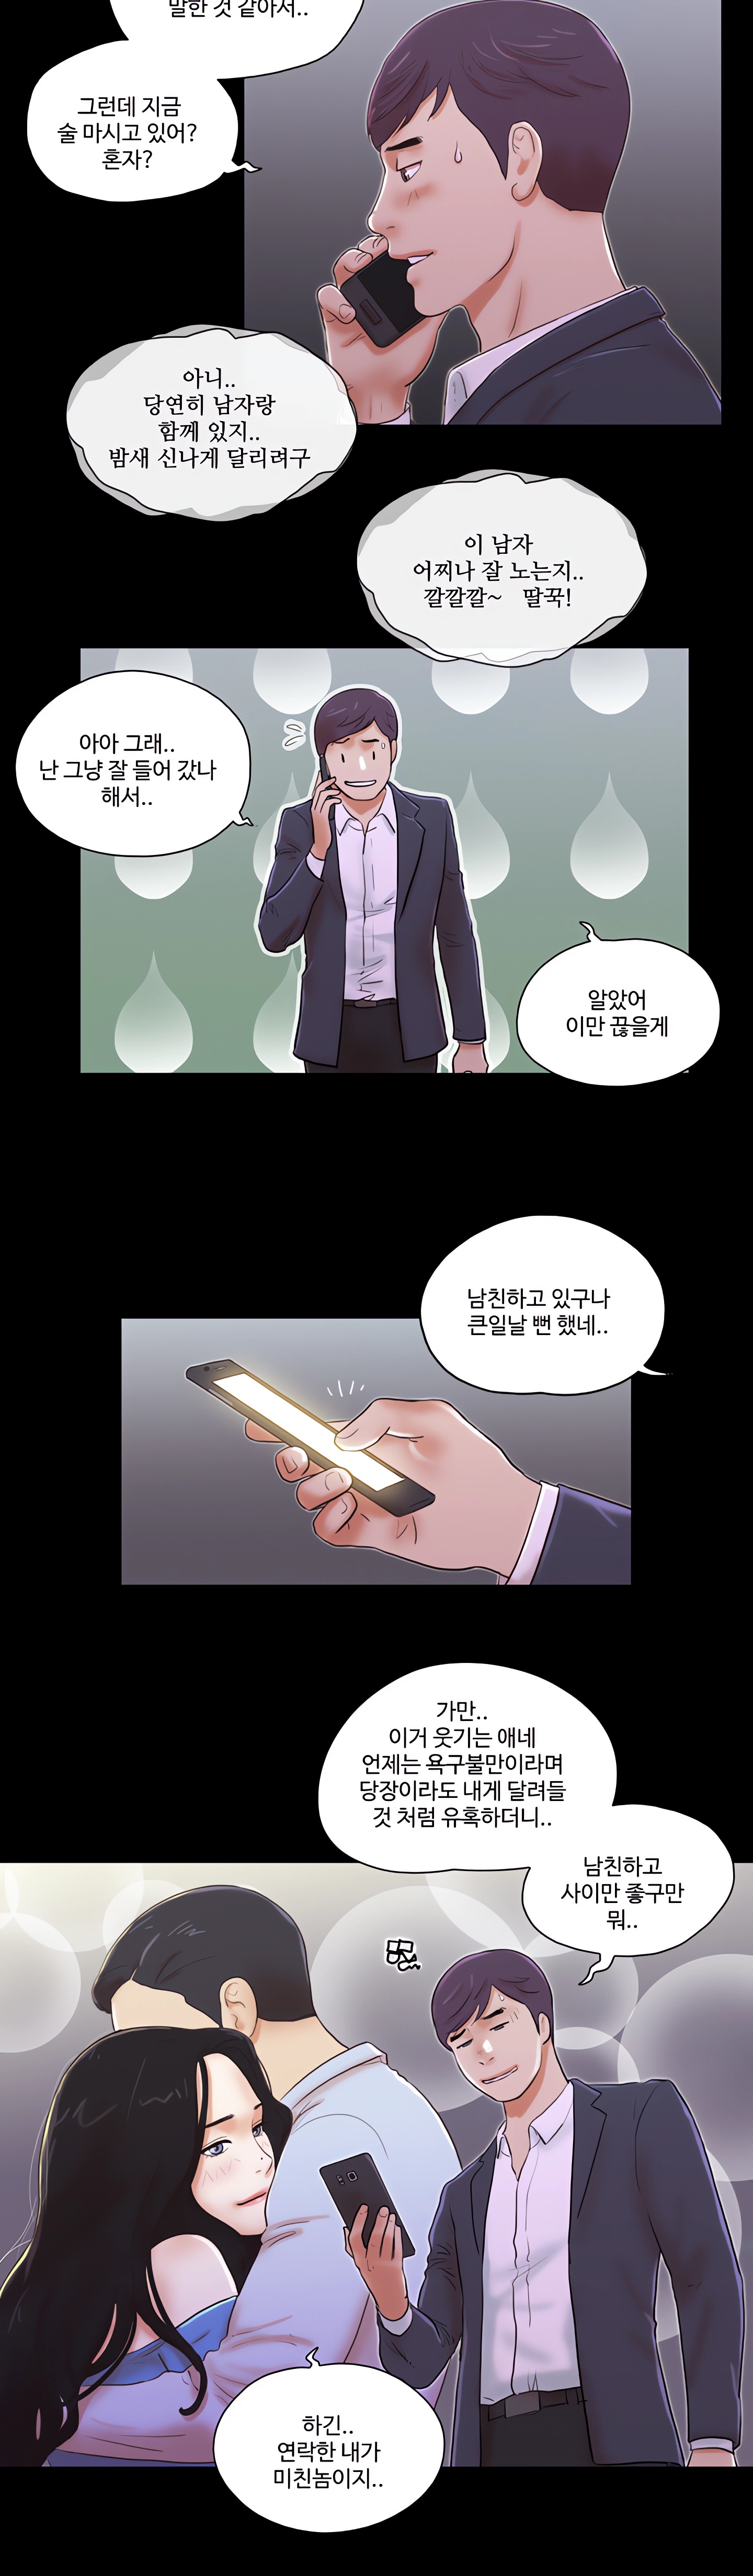 말한 것 같아서..
그런데 지금
술 마시고 있어?
혼자?
아니..
당연히 남자랑
함께 있지..
밤새 신나게 달리려구
이 남자
어찌나 잘 노는지..
깔깔깔~ 딸꾹!
아아 그래..
난 그냥 잘 들어 갔나
해서..
알았어
이만 끊을게
남친하고 있구나
큰일날 뻔 했네..
가만..
이거 웃기는 애네
언제는 욕구불만이라며
당장이라도 내게 달려들
것 처럼 유혹하더니..
남친하고
사이만 좋구만
뭐..
하긴..
연락한 내가
미친놈이지..